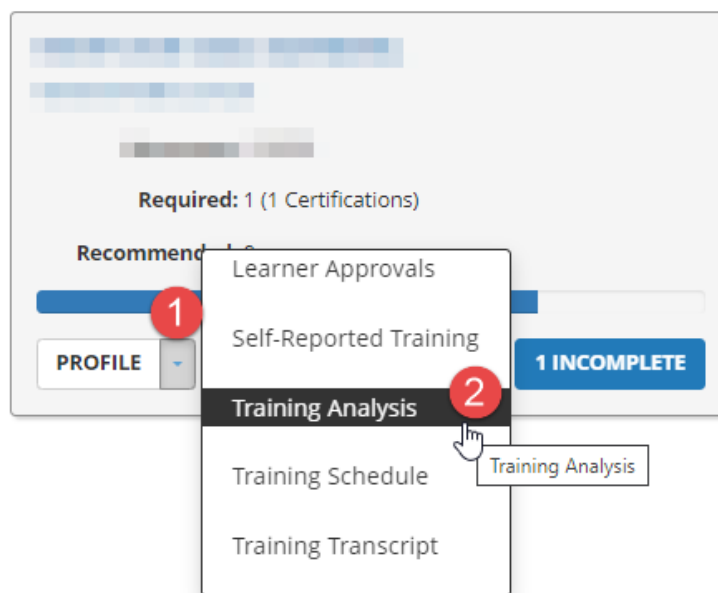 Required: 1 (1 Certifications)
Learner Approvals
1
Self-Reported Training
PROFILE
1 INCOMPLETE
Training Analysis
2
Training Analysis
Training Schedule
Training Transcript